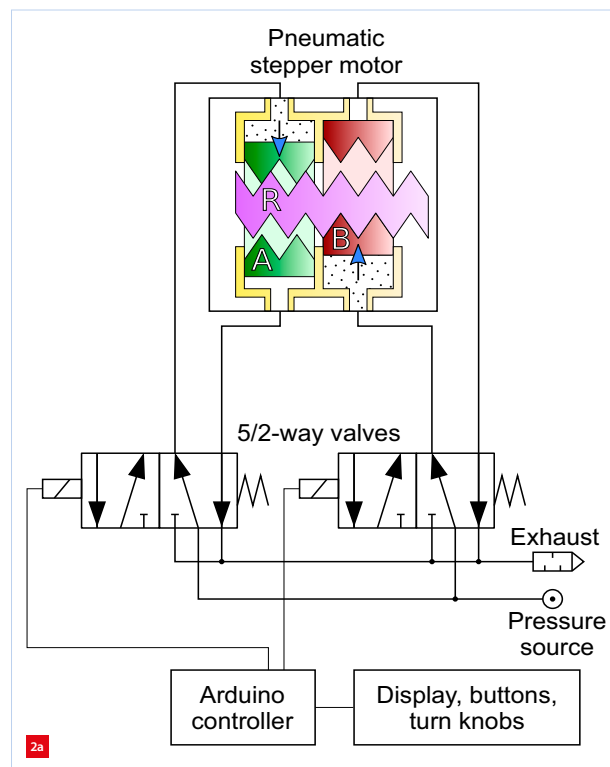 Pneumatic
stepper motor
R
B
A
5/2-way valves
Exhaust
Pressure
source
Arduino
controller
Display, buttons,
turn knobs
2a